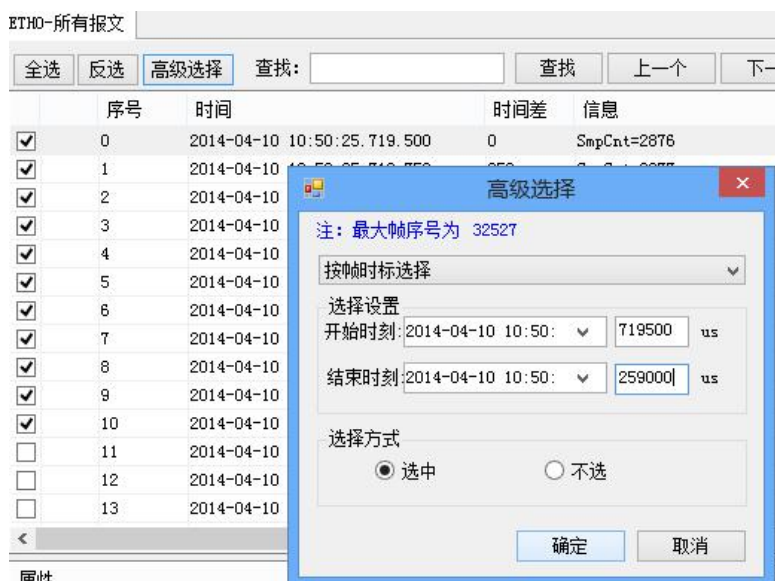 ETH0-所有报文
全选 反选 高级选择 查找: 查找 上一个 下一
序号 时间 时间差 信息
0 2014-04-10 10:50:25.719.500 0 SmpCnt=2876
1 2014-04-10
2 2014-04-10
3 2014-04-10
4 2014-04-10
5 2014-04-10
6 2014-04-10
7 2014-04-10
8 2014-04-10
9 2014-04-10
10 2014-04-10
11 2014-04-10
12 2014-04-10
13 2014-04-10
属性
高级选择
注: 最大帧序号为 32527
按帧时标选择
选择设置
开始时刻: 2014-04-10 10:50: 719500 us
结束时刻: 2014-04-10 10:50: 259000 us
选择方式
选中 不选
确定 取消